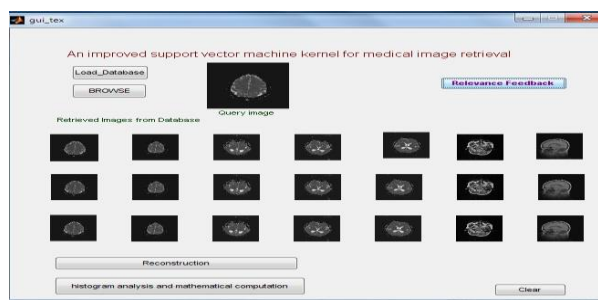 gui_tex
An improved support vector machine kernel for medical image retrieval
Load_Database
BROWSE
Relevance Feedback
Query image
Retrieved Images from Database
Reconstruction
histogram analysis and mathematical computation
Clear